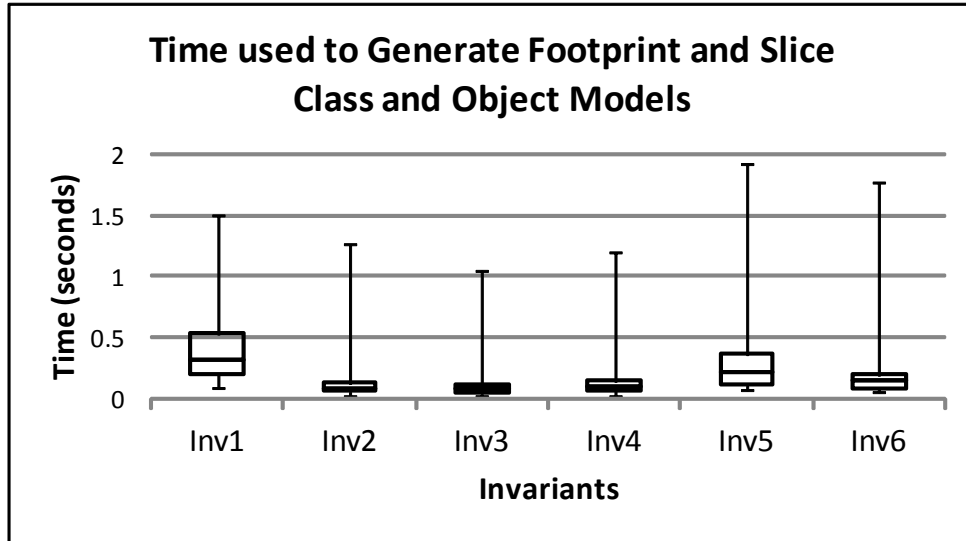 Time used to Generate Footprint and Slice
Class and Object Models
2
1.5
1
0.5
0
Time (seconds)
Inv1 Inv2 Inv3 Inv4 Inv5 Inv6
Invariants